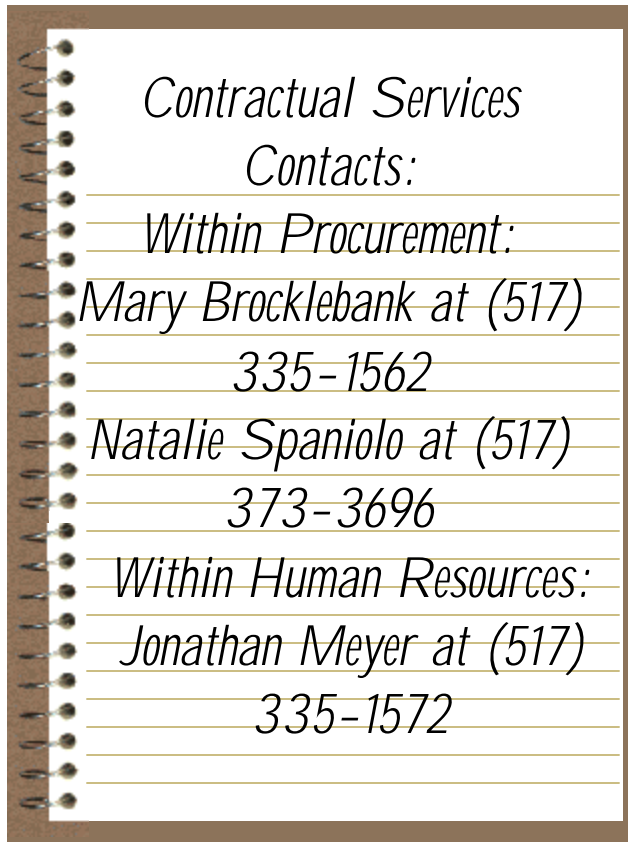 Contractual Services
Contacts:
Within Procurement:
Mary Brocklebank at (517)
335-1562
Natalie Spaniolo at (517)
373-3696
Within Human Resources:
Jonathan Meyer at (517)
335-1572